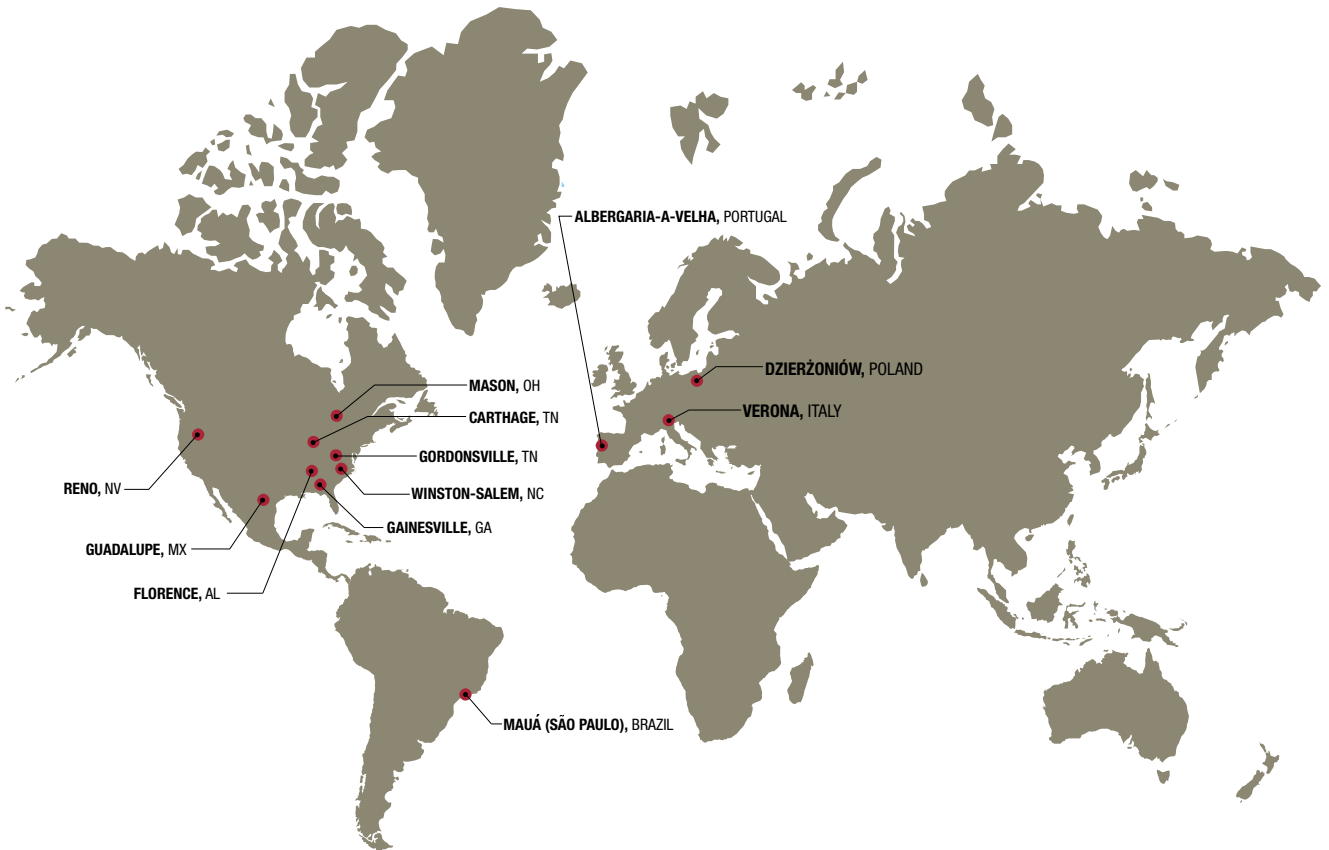 ALBERGARIA-A-VELHA, PORTUGAL
DZIERŻONIÓW, POLAND
MASON, OH
VERONA, ITALY
CARTHAGE, TN
GORDONSVILLE, TN
RENO, NV
WINSTON-SALEM, NC
GAINESVILLE, GA
GUADALUPE, MX
FLORENCE, AL
MAUÁ (SÃO PAULO), BRAZIL